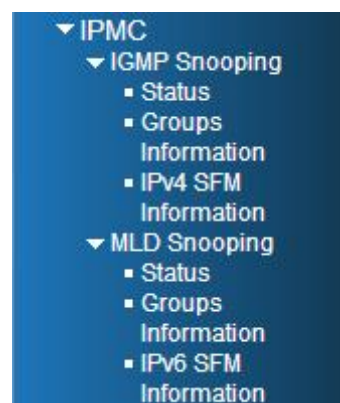 IPMC
IGMP Snooping
Status
Groups
Information
IPv4 SFM
Information
MLD Snooping
Status
Groups
Information
IPv6 SFM
Information